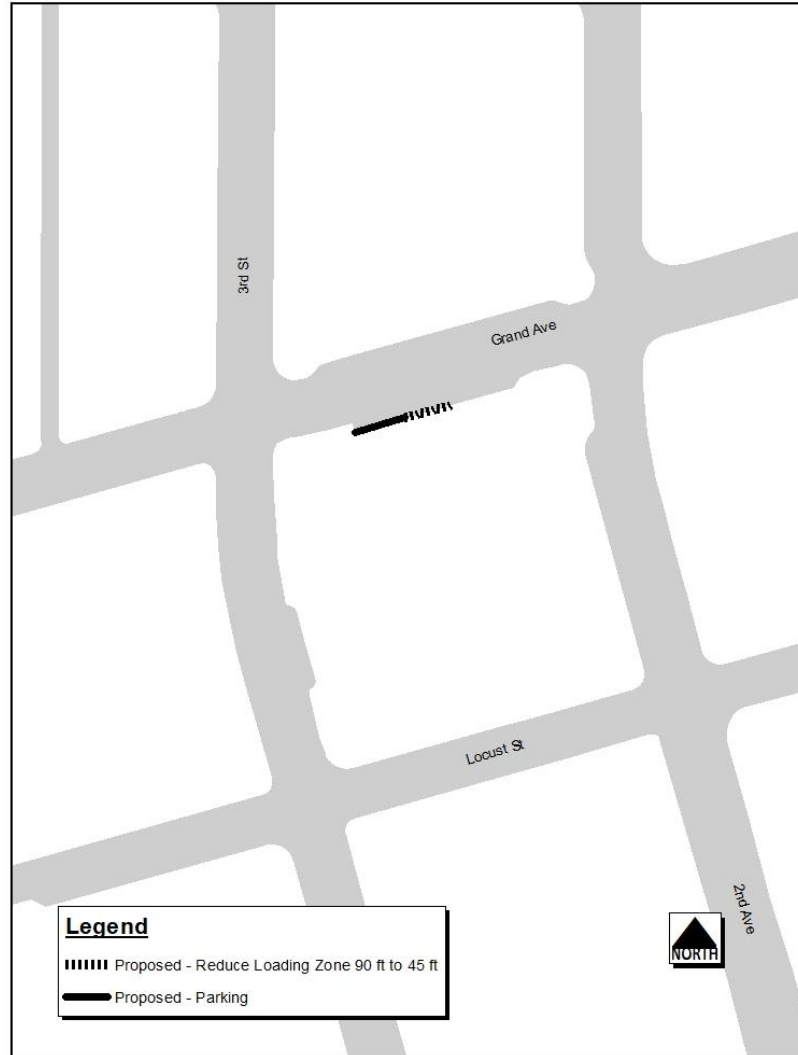 3rd St
Grand Ave
Locust St
2nd Ave
Legend
Proposed - Reduce Loading Zone 90 ft to 45 ft
Proposed - Parking
NORTH